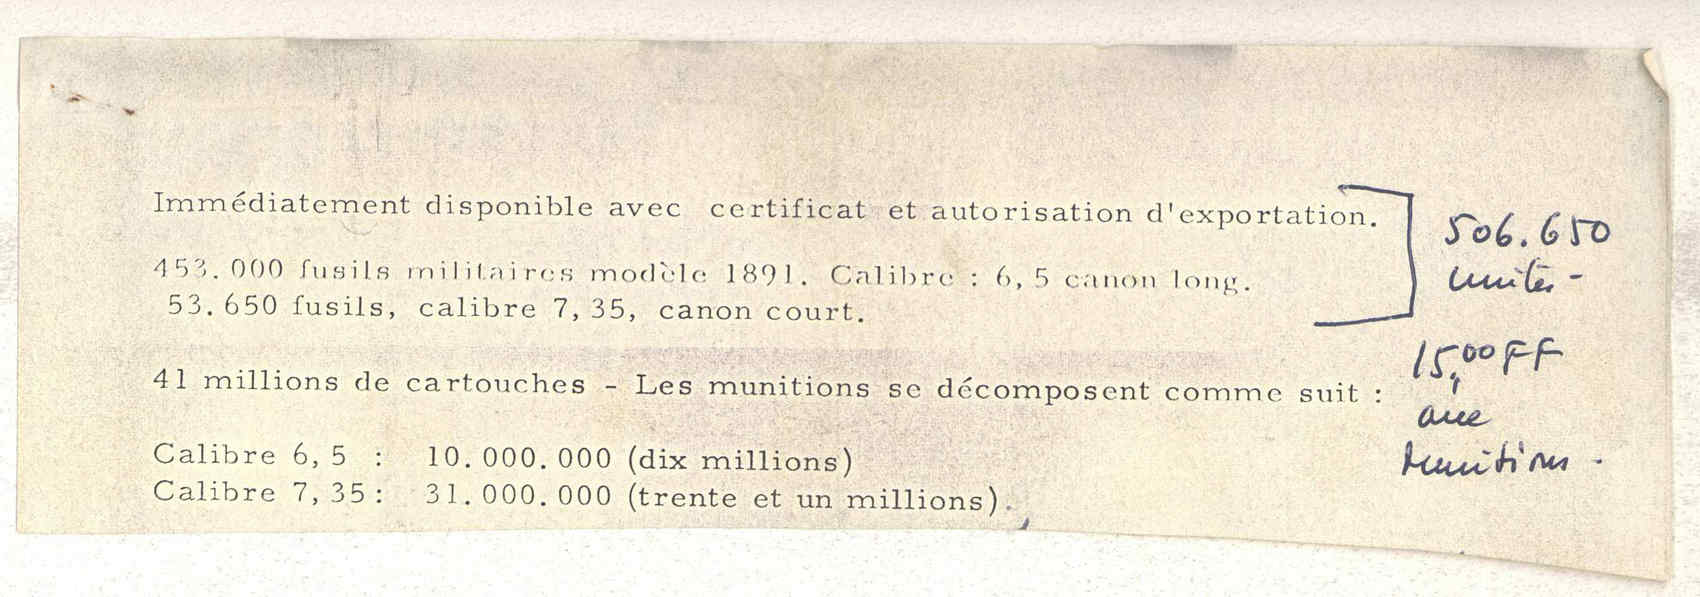 Immédiatement disponible avec certificat et autorisation d'exportation.
453.000 fusils militaires modèle 1891. Calibre : 6,5 canon long.
53.650 fusils, calibre 7,35, canon court.
506.650
unités -
41 millions de cartouches - Les munitions se décomposent comme suit :
Calibre 6,5 : 10.000.000 (dix millions)
Calibre 7,35: 31.000.000 (trente et un millions).
15,00 FF
avec
munitions -